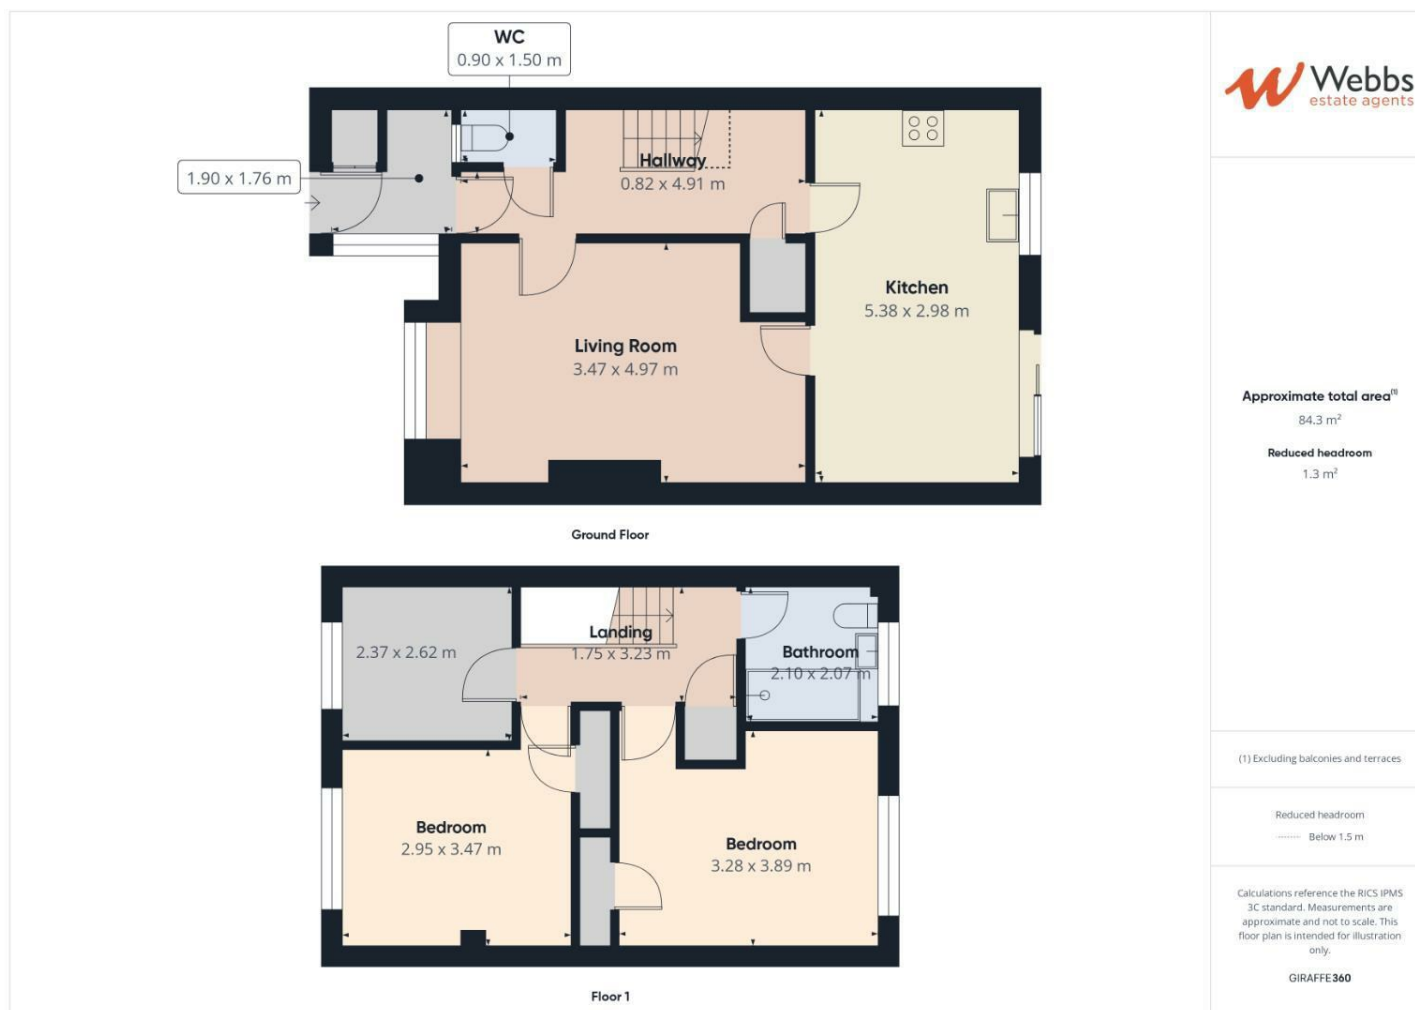 WC
0.90 x 1.50 m
1.90 x 1.76 m
Hallway
0.82 x 4.91 m
Kitchen
5.38 x 2.98 m
Living Room
3.47 x 4.97 m
Ground Floor
2.37 x 2.62 m
Landing
1.75 x 3.23 m
Bathroom
2.10 x 2.07 m
Bedroom
2.95 x 3.47 m
Bedroom
3.28 x 3.89 m
Floor 1
Webbs
estate agents
Approximate total area⁽¹⁾
84.3 m²
Reduced headroom
1.3 m²
(1) Excluding balconies and terraces
Reduced headroom
Below 1.5 m
Calculations reference the RICS IPMS
3C standard. Measurements are
approximate and not to scale. This
floor plan is intended for illustration
only.
GIRAFFE360